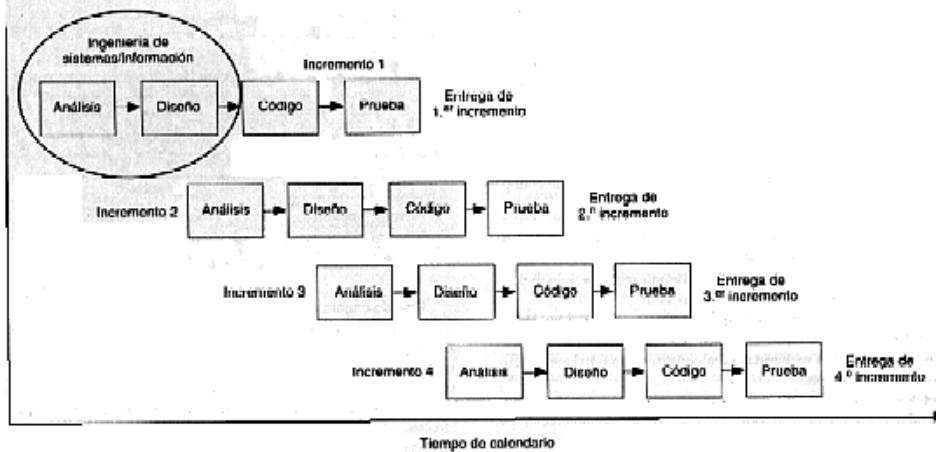 Ingeniería de
sistemas/información
Incremento 1
Análisis
Diseño
Código
Prueba
Entrega de
1.er incremento
Incremento 2
Análisis
Diseño
Código
Prueba
Entrega de
2.º incremento
Incremento 3
Análisis
Diseño
Código
Prueba
Entrega de
3.er incremento
Incremento 4
Análisis
Diseño
Código
Prueba
Entrega de
4.º incremento
Tiempo de calendario